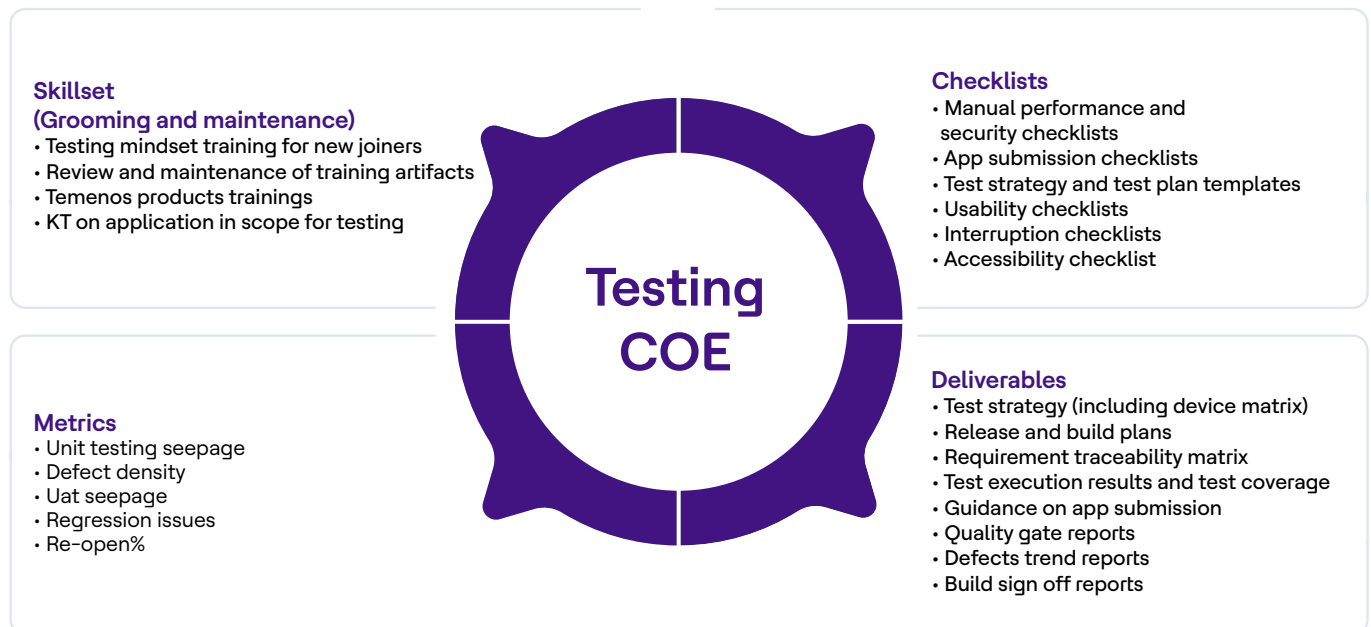 Skillset
(Grooming and maintenance)
• Testing mindset training for new joiners
• Review and maintenance of training artifacts
• Temenos products trainings
• KT on application in scope for testing
Checklists
• Manual performance and
security checklists
• App submission checklists
• Test strategy and test plan templates
• Usability checklists
• Interruption checklists
• Accessibility checklist
Testing
COE
Metrics
• Unit testing seepage
• Defect density
• Uat seepage
• Regression issues
• Re-open%
Deliverables
• Test strategy (including device matrix)
• Release and build plans
• Requirement traceability matrix
• Test execution results and test coverage
• Guidance on app submission
• Quality gate reports
• Defects trend reports
• Build sign off reports